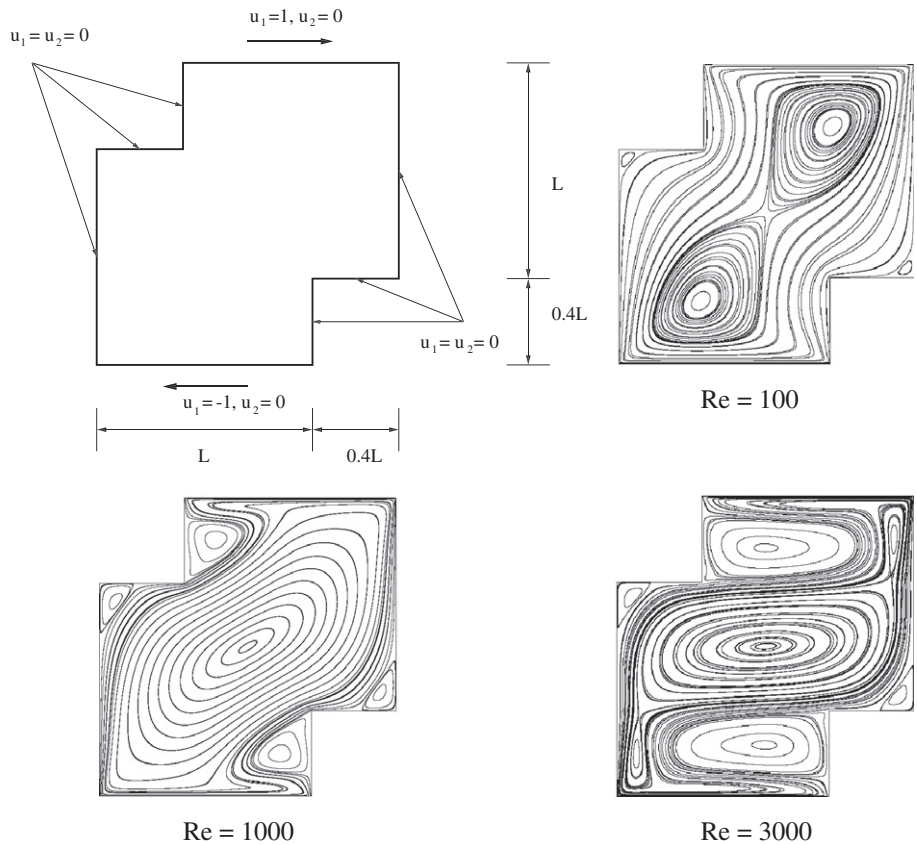 u₁=1, u₂=0
u₁= u₂= 0
L
0.4L
u₁= u₂= 0
u₁= -1, u₂= 0
L
0.4L
Re = 100
Re = 1000
Re = 3000